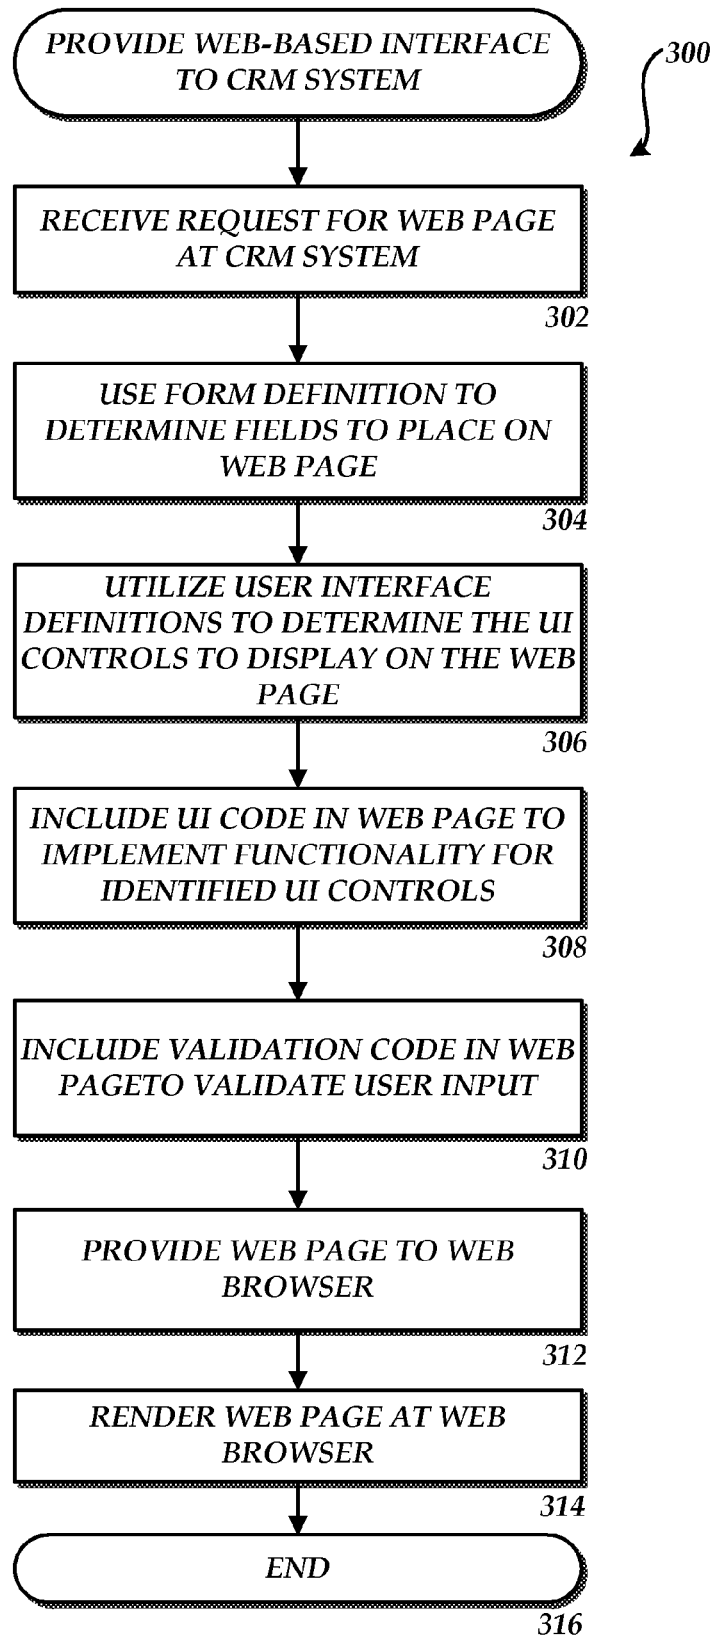 PROVIDE WEB-BASED INTERFACE
TO CRM SYSTEM
300
RECEIVE REQUEST FOR WEB PAGE
AT CRM SYSTEM
302
USE FORM DEFINITION TO
DETERMINE FIELDS TO PLACE ON
WEB PAGE
304
UTILIZE USER INTERFACE
DEFINITIONS TO DETERMINE THE UI
CONTROLS TO DISPLAY ON THE WEB
PAGE
306
INCLUDE UI CODE IN WEB PAGE TO
IMPLEMENT FUNCTIONALITY FOR
IDENTIFIED UI CONTROLS
308
INCLUDE VALIDATION CODE IN WEB
PAGETO VALIDATE USER INPUT
310
PROVIDE WEB PAGE TO WEB
BROWSER
312
RENDER WEB PAGE AT WEB
BROWSER
314
END
316